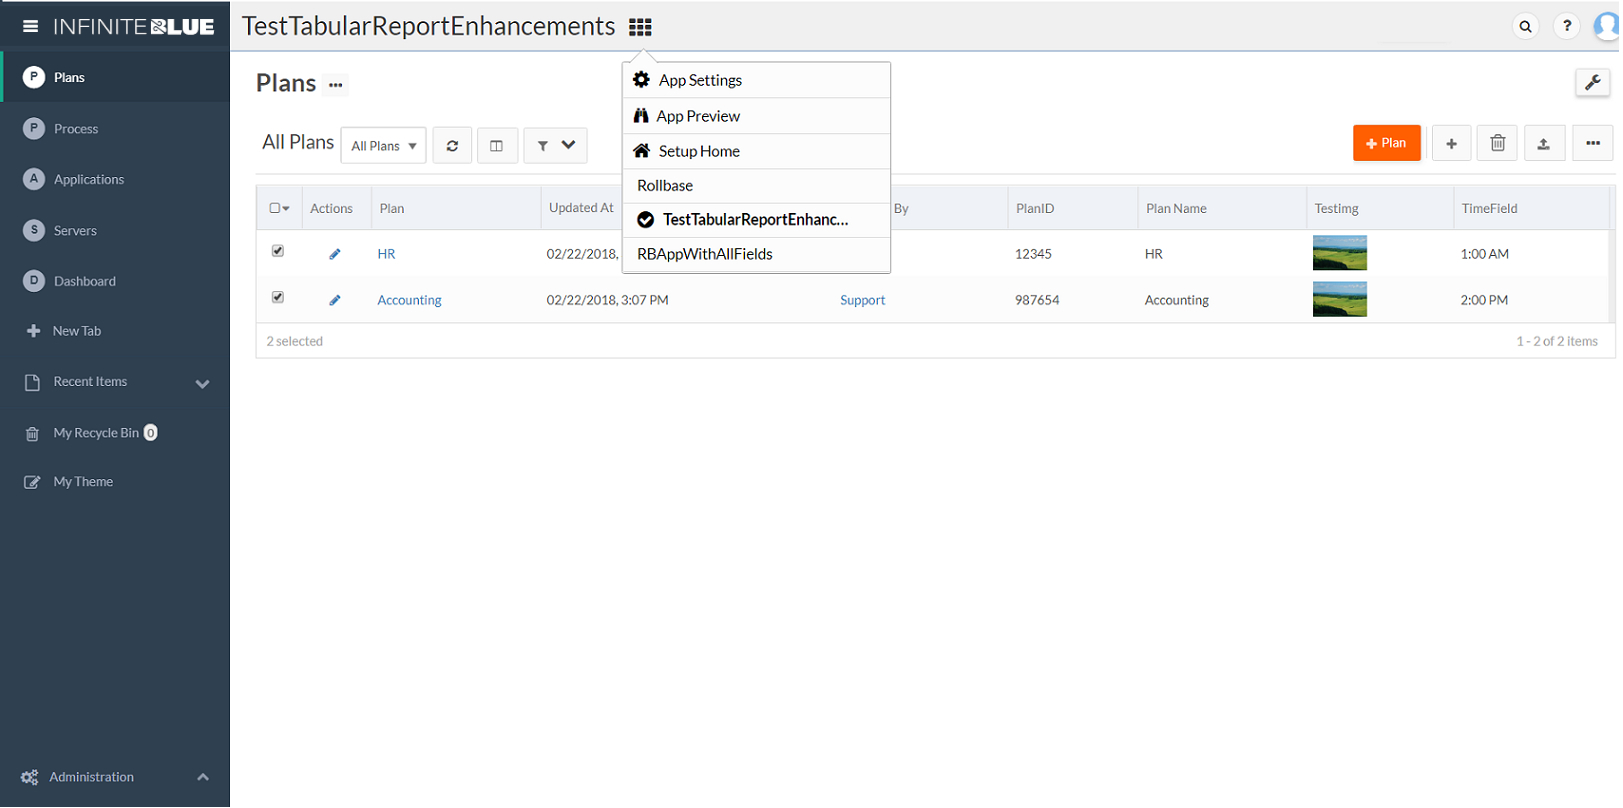 INFINITEBLUE
TestTabularReportEnhancements
?
P Plans
P Process
A Applications
S Servers
D Dashboard
New Tab
Recent Items
My Recycle Bin 0
My Theme
Administration
Plans ...
App Settings
App Preview
Setup Home
Rollbase
TestTabularReportEnhanc...
RBAppWithAllFields
All Plans All Plans
+ Plan + ...
Actions Plan Updated At By PlanID Plan Name Testimg TimeField
HR 02/22/2018, 12345 HR 1:00 AM
Accounting 02/22/2018, 3:07 PM Support 987654 Accounting 2:00 PM
2 selected 1 - 2 of 2 items